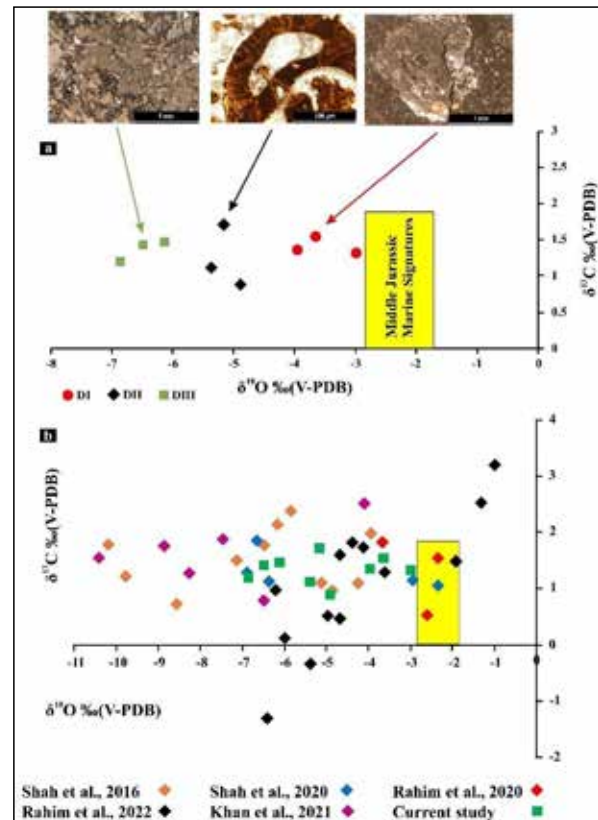 a
3
2.5
2
1.5
1
0.5
0
Middle Jurassic
Marine Signatures
δ¹³C ‰(V-PDB)
-8 -7 -6 -5 -4 -3 -2 -1 0
δ¹⁸O ‰(V-PDB)
DI DII DIII
b
4
3
2
1
0
-1
-2
δ¹³C ‰(V-PDB)
-11 -10 -9 -8 -7 -6 -5 -4 -3 -2 -1 0
δ¹⁸O ‰(V-PDB)
Shah et al., 2016 Shah et al., 2020 Rahim et al., 2020
Rahim et al., 2022 Khan et al., 2021 Current study